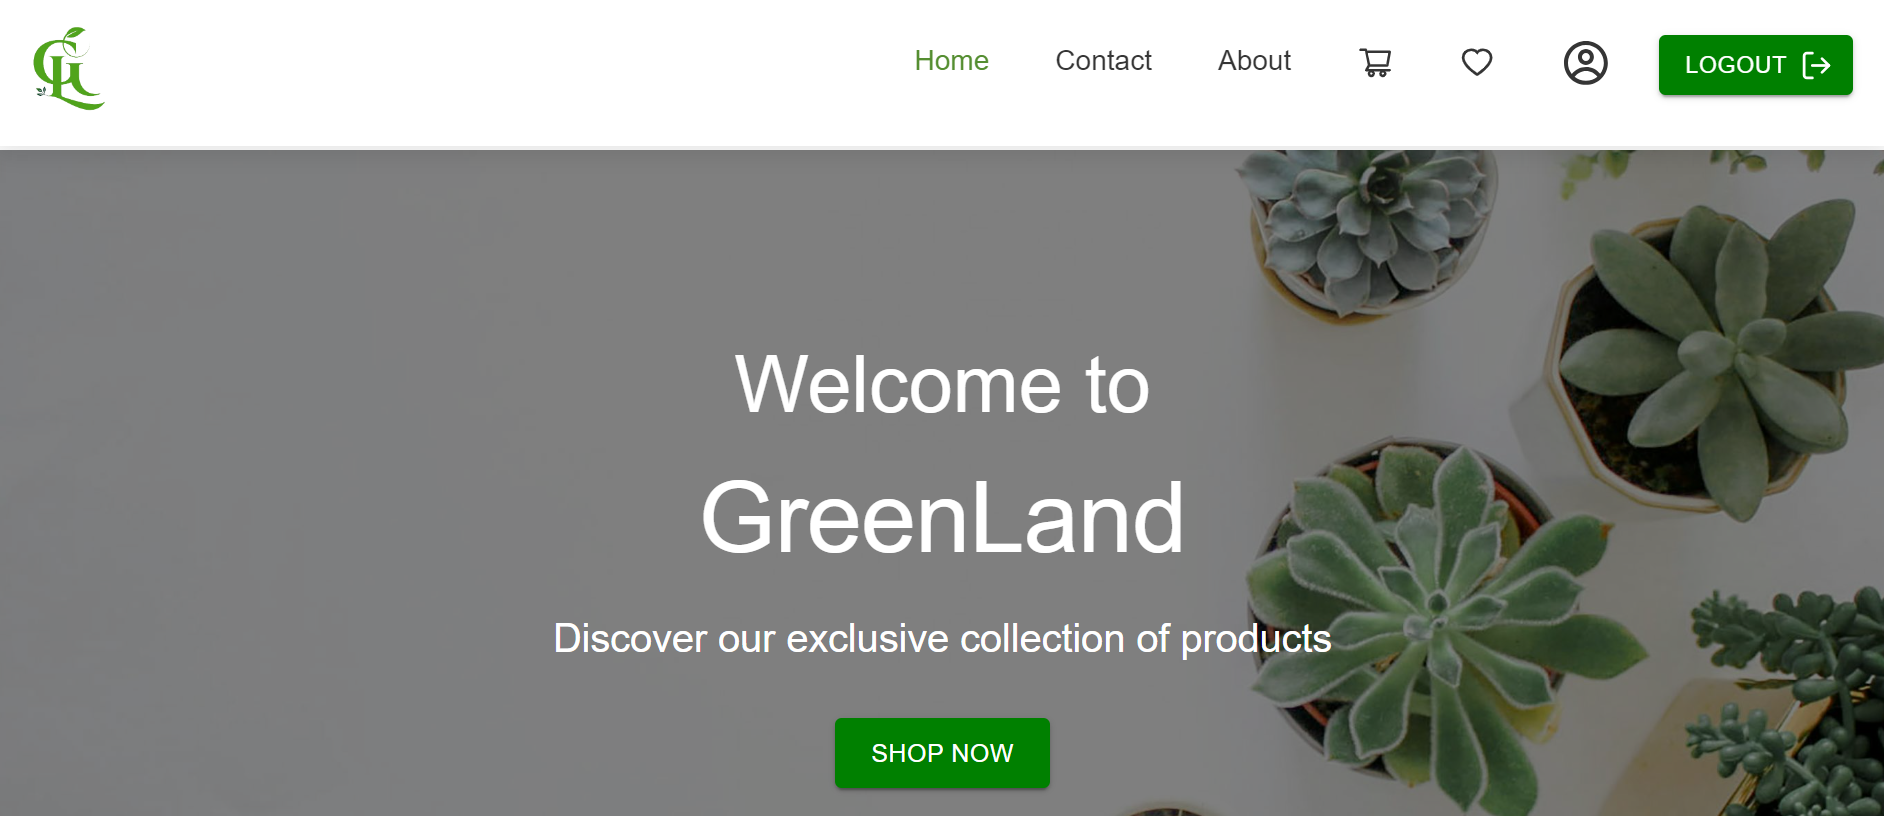 GL
Home
Contact
About
LOGOUT
Welcome to
GreenLand
Discover our exclusive collection of products
SHOP NOW